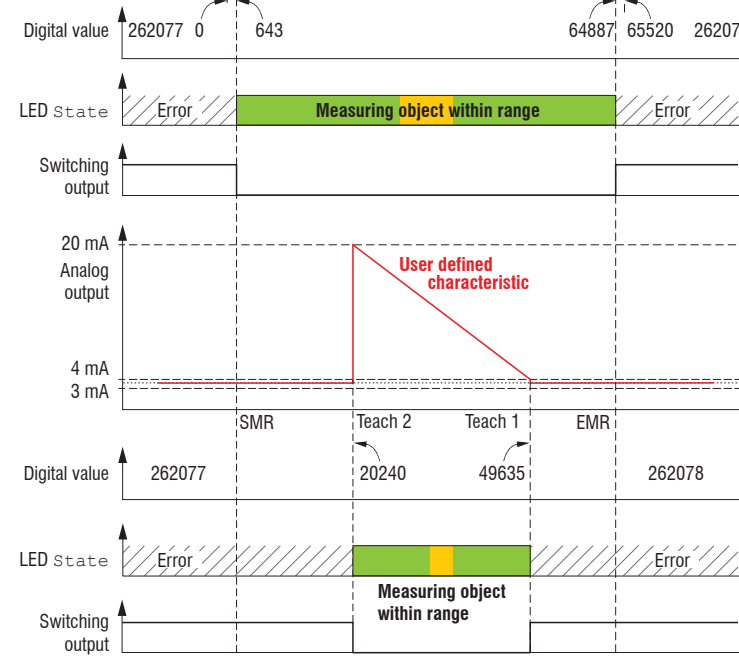 Digital value 262077 0 643 64887 65520 26207
LED State Error Measuring object within range Error
Switching
output
20 mA
Analog
output
User defined
characteristic
4 mA
3 mA
SMR Teach 2 Teach 1 EMR
Digital value 262077 20240 49635 262078
LED State Error Error
Measuring object
within range
Switching
output